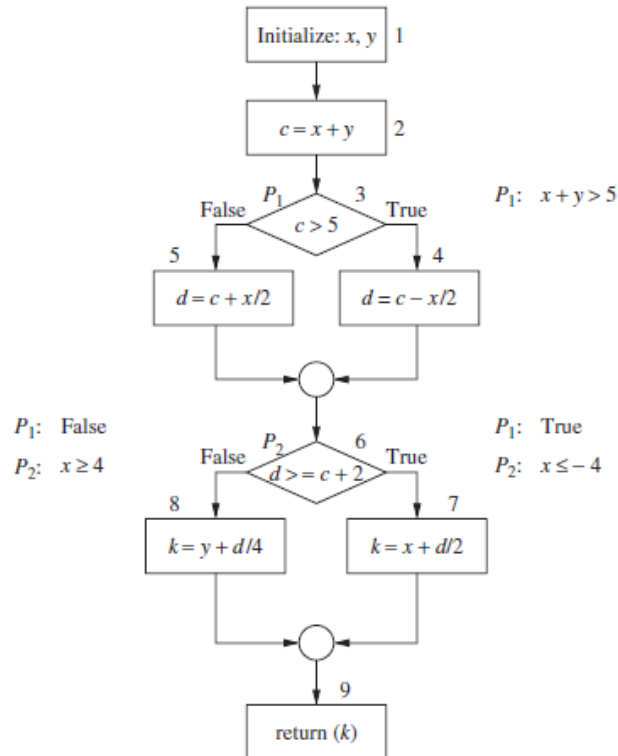 Initialize: x, y 1
c = x + y 2
P₁ 3
False True
c > 5
P₁: x + y > 5
5 4
d = c + x/2 d = c − x/2
P₁: False P₁: True
P₂ 6
False True
P₂: x ≥ 4 P₂: x ≤ − 4
d >= c + 2
8 7
k = y + d/4 k = x + d/2
9
return (k)